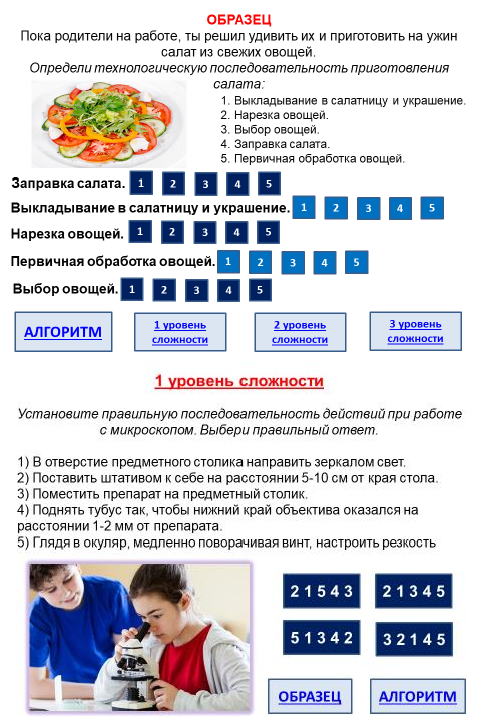 ОБРАЗЕЦ
Пока родители на работе, ты решил удивить их и приготовить на ужин
салат из свежих овощей.
Определи технологическую последовательность приготовления
салата:
1. Выкладывание в салатницу и украшение.
2. Нарезка овощей.
3. Выбор овощей.
4. Заправка салата.
5. Первичная обработка овощей.
Заправка салата. 1 2 3 4 5
Выкладывание в салатницу и украшение. 1 2 3 4 5
Нарезка овощей. 1 2 3 4 5
Первичная обработка овощей. 1 2 3 4 5
Выбор овощей. 1 2 3 4 5
АЛГОРИТМ
1 уровень
сложности
2 уровень
сложности
3 уровень
сложности
1 уровень сложности
Установите правильную последовательность действий при работе
с микроскопом. Выбери правильный ответ.
1) В отверстие предметного столика направить зеркалом свет.
2) Поставить штативом к себе на расстоянии 5-10 см от края стола.
3) Поместить препарат на предметный столик.
4) Поднять тубус так, чтобы нижний край объектива оказался на
расстоянии 1-2 мм от препарата.
5) Глядя в окуляр, медленно поворачивая винт, настроить резкость
2 1 5 4 3
2 1 3 4 5
5 1 3 4 2
3 2 1 4 5
ОБРАЗЕЦ
АЛГОРИТМ